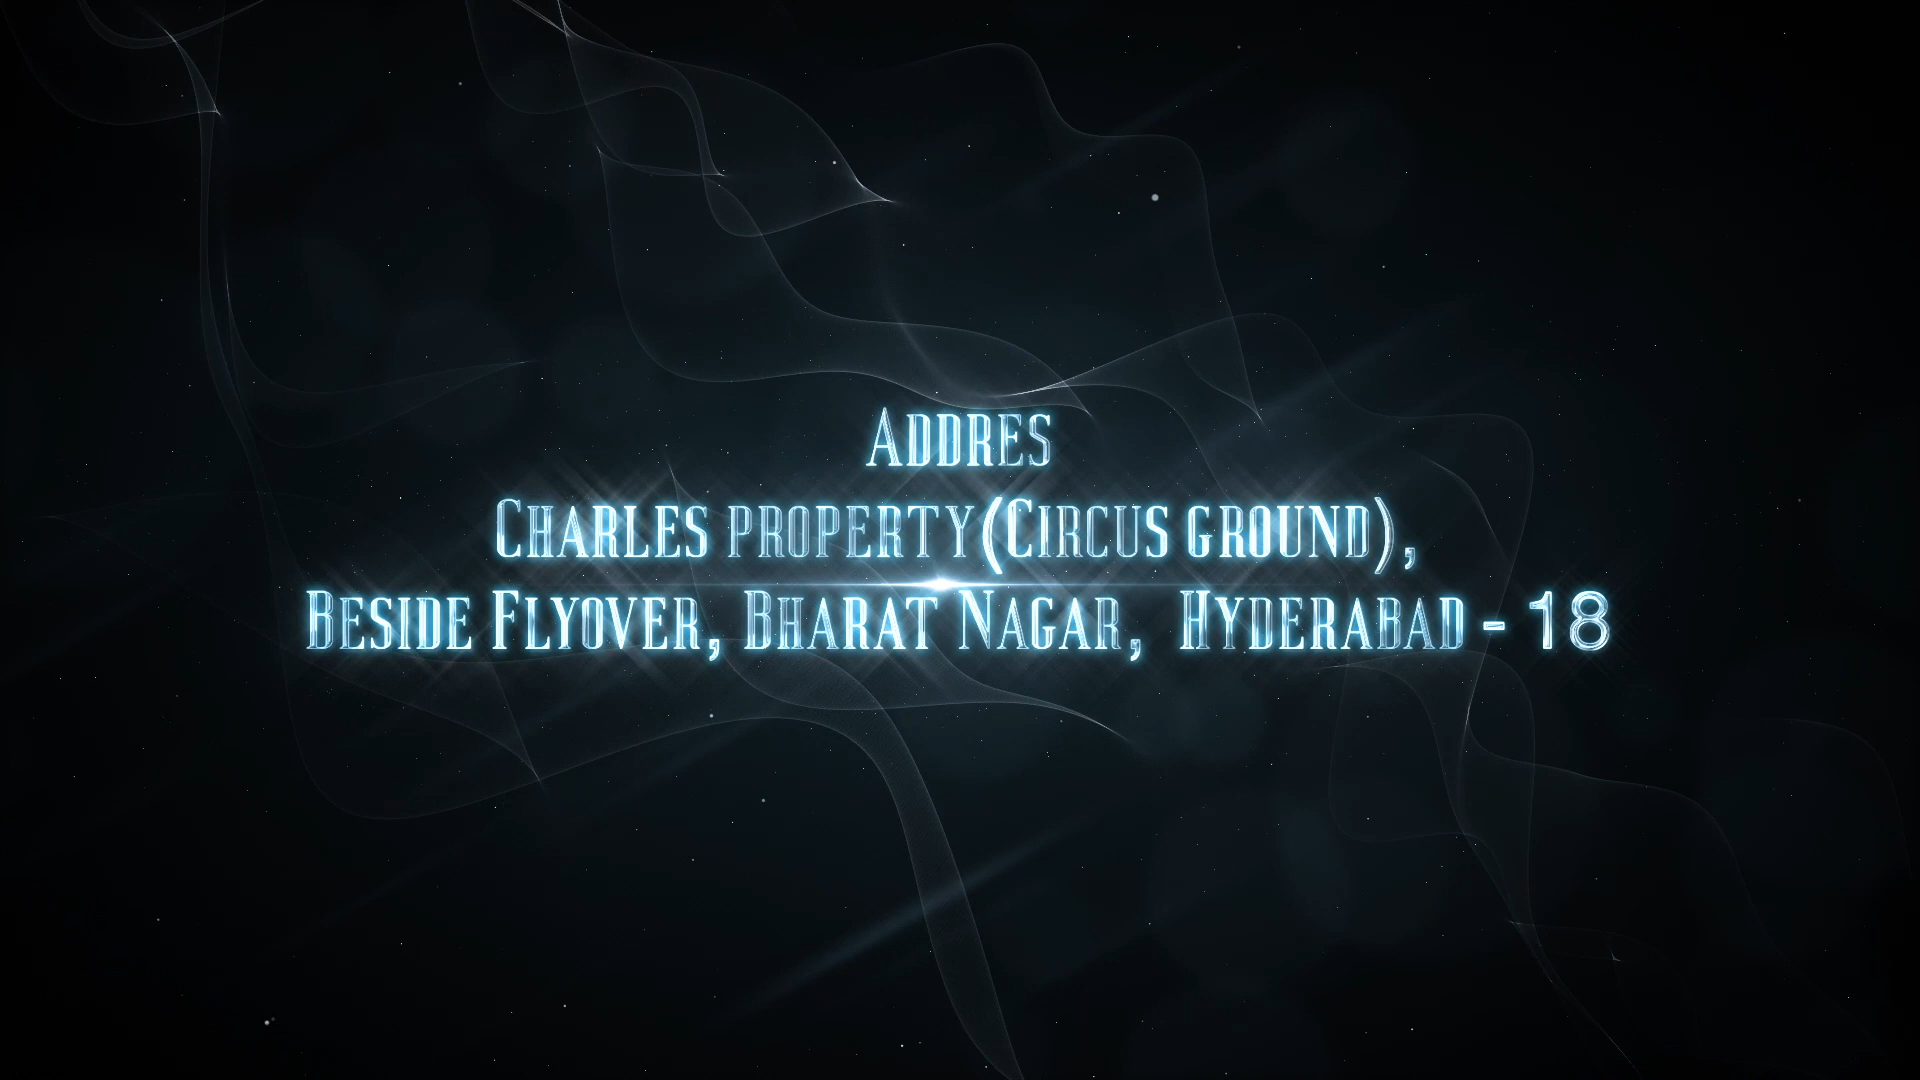 Addres
Charles property(Circus ground),
Beside Flyover, Bharat Nagar, Hyderabad - 18